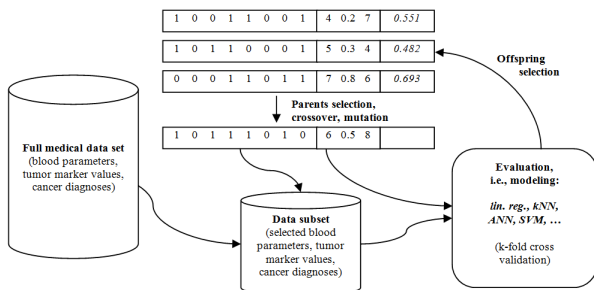 1 0 0 1 1 0 0 1 4 0.2 7 0.551
1 0 1 1 0 0 0 1 5 0.3 4 0.482
0 0 0 0 1 0 1 1 7 0.8 6 0.693
Offspring
selection
Parents selection,
crossover, mutation
1 0 1 1 1 0 1 0 6 0.5 8
Full medical data set
(blood parameters,
tumor marker values,
cancer diagnoses)
Data subset
(selected blood
parameters, tumor
marker values,
cancer diagnoses)
Evaluation,
i.e., modeling:
lin. reg., kNN,
ANN, SVM, …
(k-fold cross
validation)